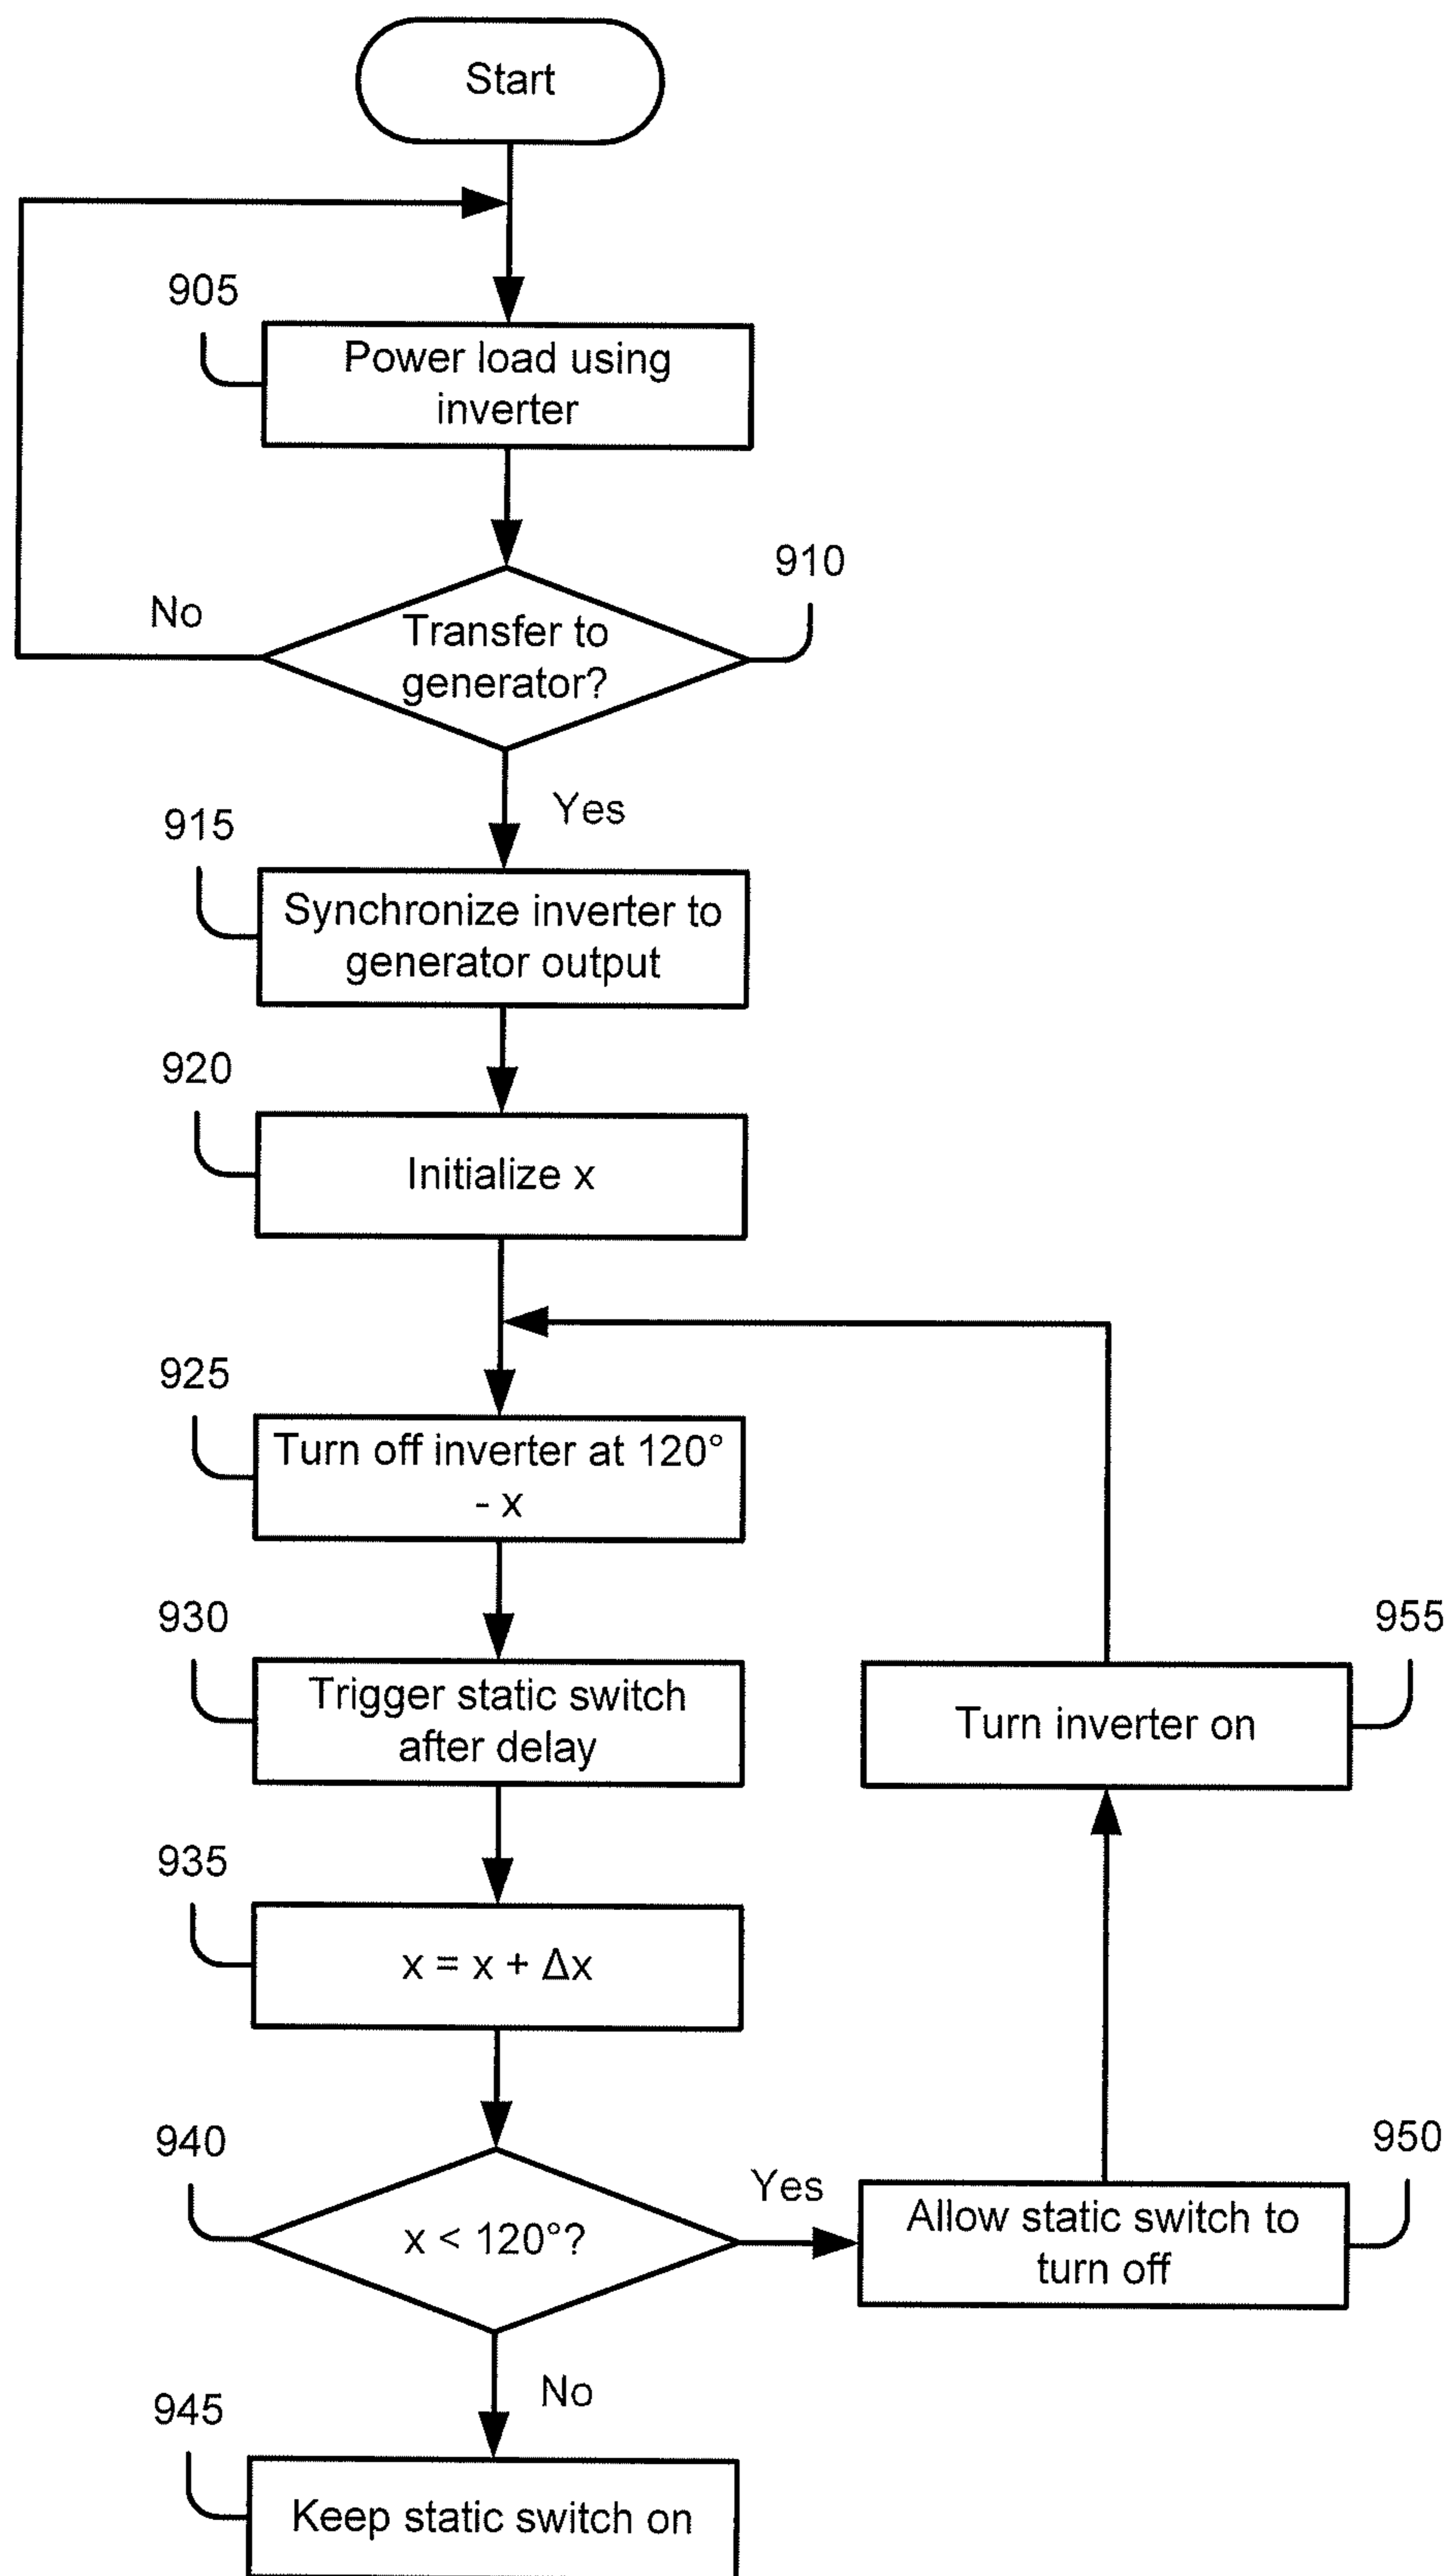 Start
905
Power load using
inverter
910
No
Transfer to
generator?
Yes
915
Synchronize inverter to
generator output
920
Initialize x
925
Turn off inverter at 120°
- x
930
Trigger static switch
after delay
955
Turn inverter on
935
x = x + Δx
940
x < 120°?
Yes
950
Allow static switch to
turn off
No
945
Keep static switch on